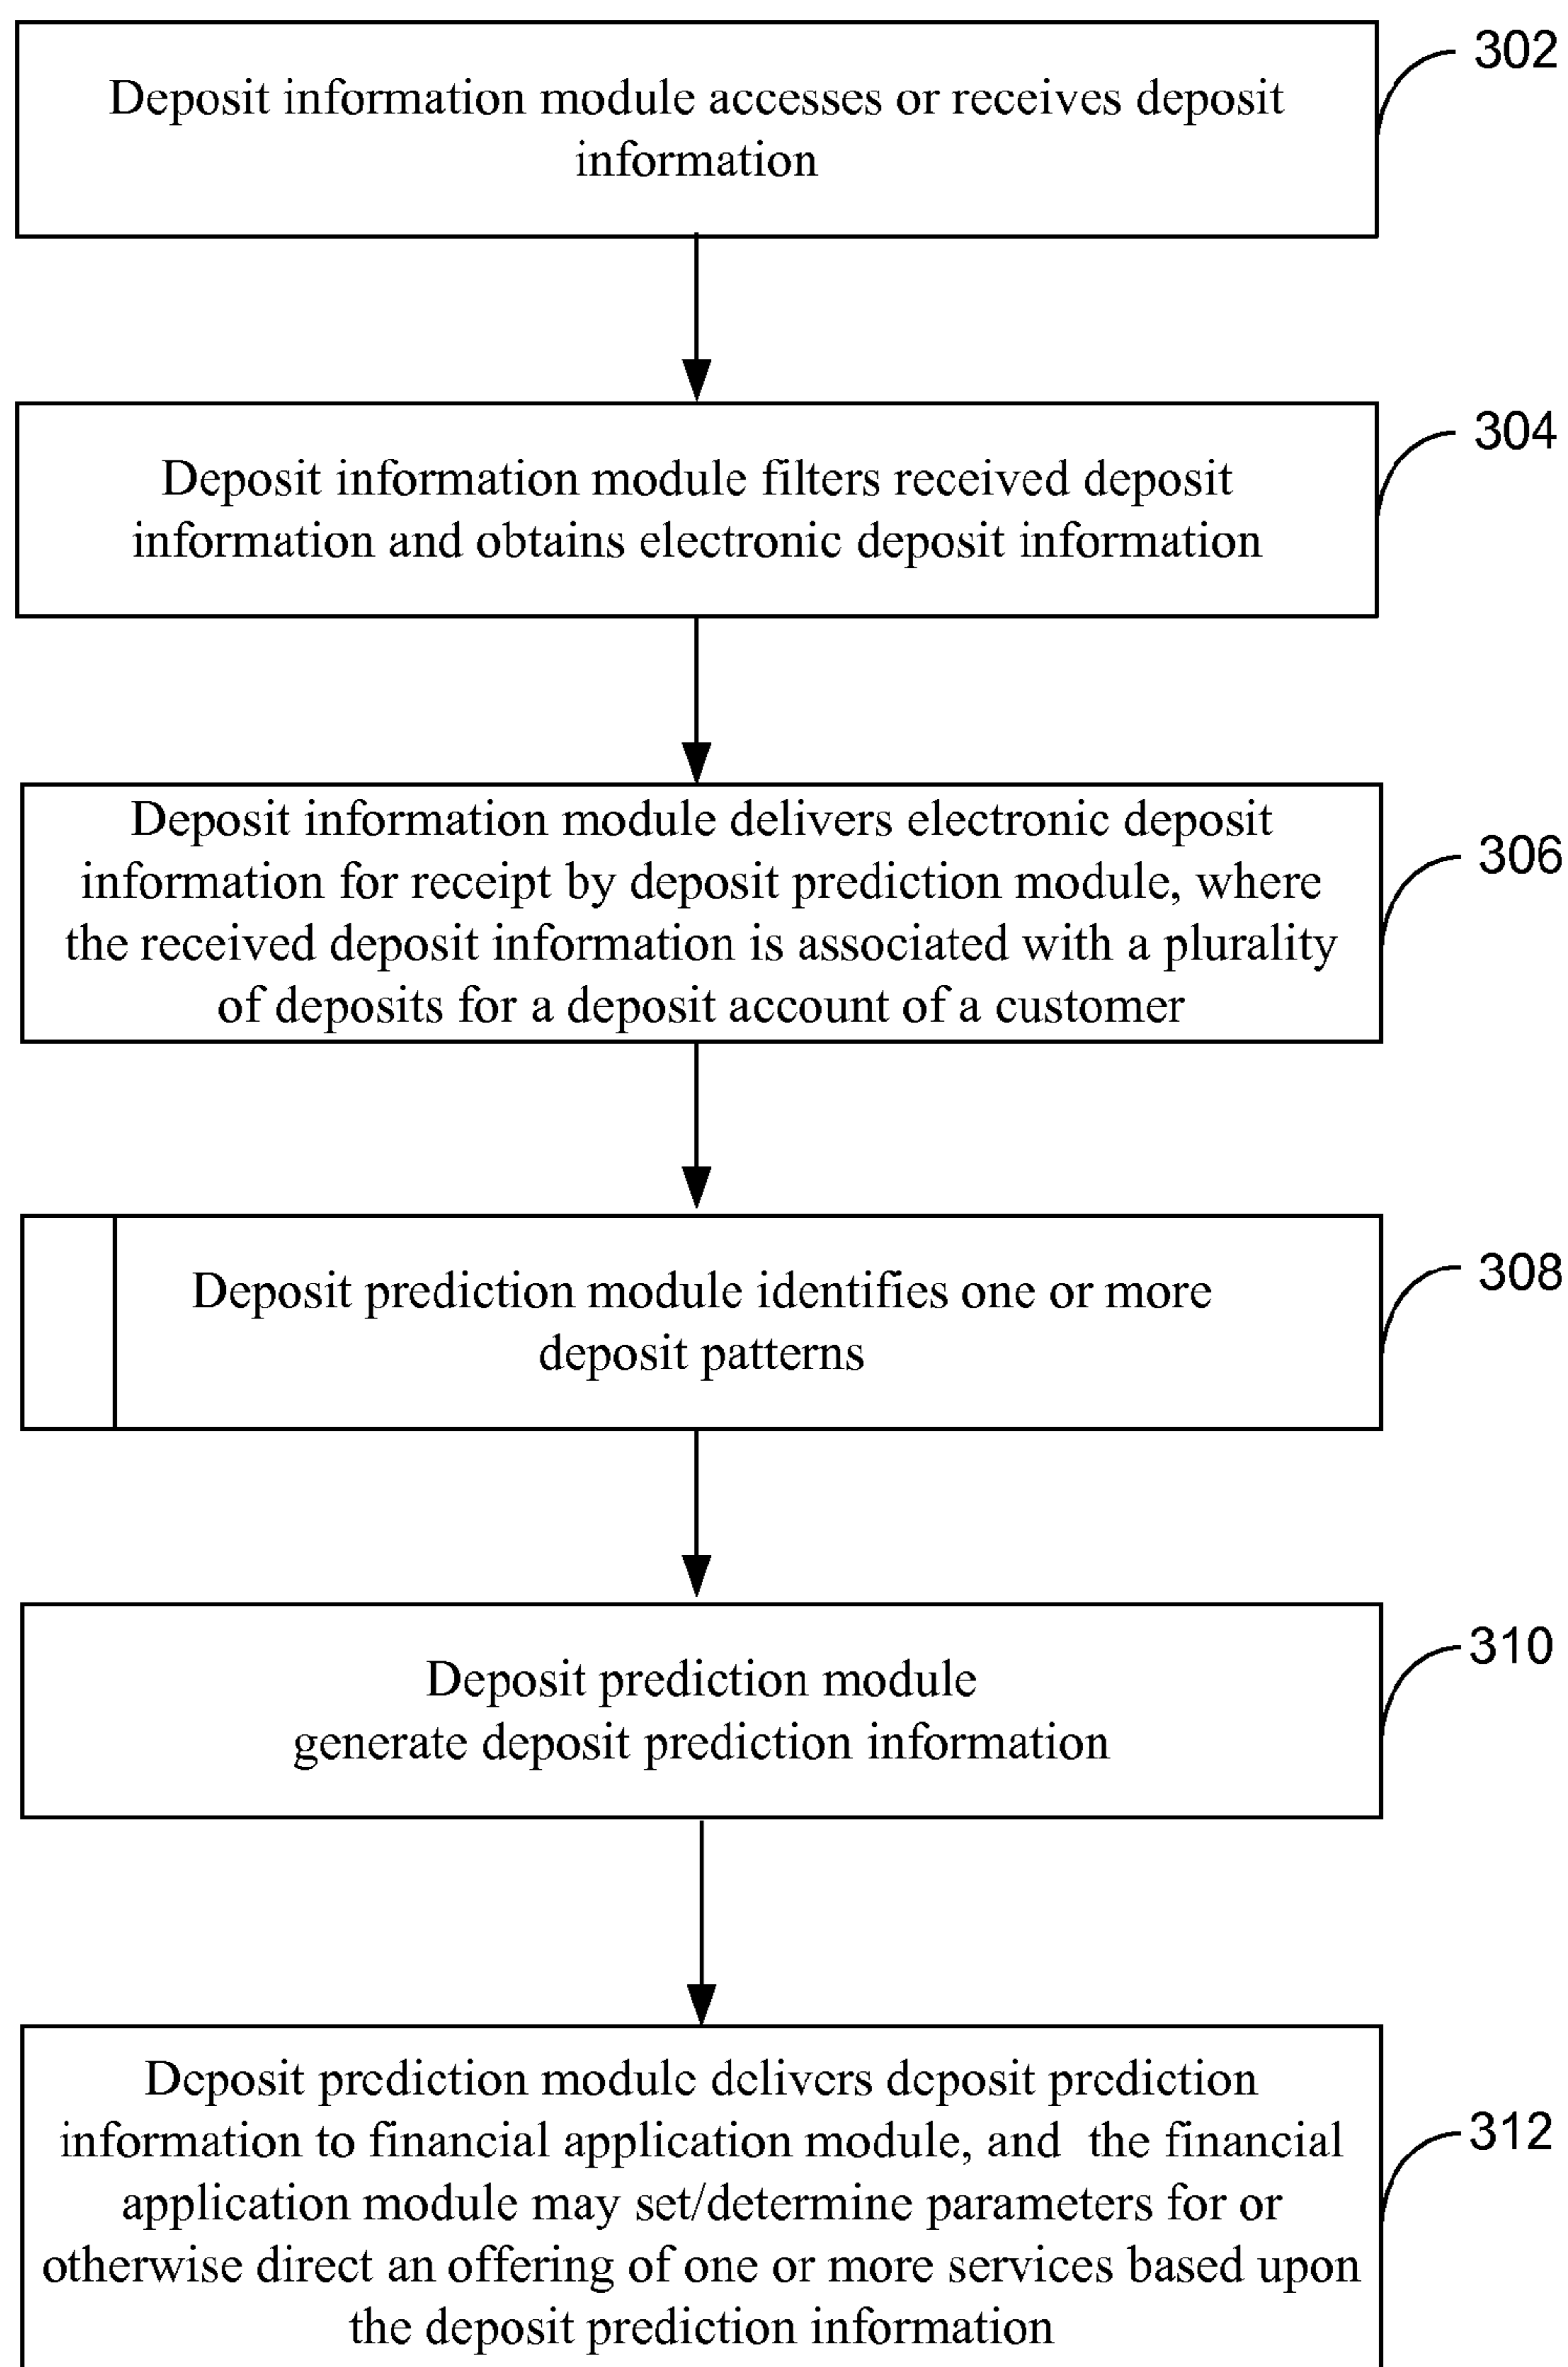 302
Deposit information module accesses or receives deposit
information
304
Deposit information module filters received deposit
information and obtains electronic deposit information
306
Deposit information module delivers electronic deposit
information for receipt by deposit prediction module, where
the received deposit information is associated with a plurality
of deposits for a deposit account of a customer
308
Deposit prediction module identifies one or more
deposit patterns
310
Deposit prediction module
generate deposit prediction information
312
Deposit prediction module delivers deposit prediction
information to financial application module, and the financial
application module may set/determine parameters for or
otherwise direct an offering of one or more services based upon
the deposit prediction information